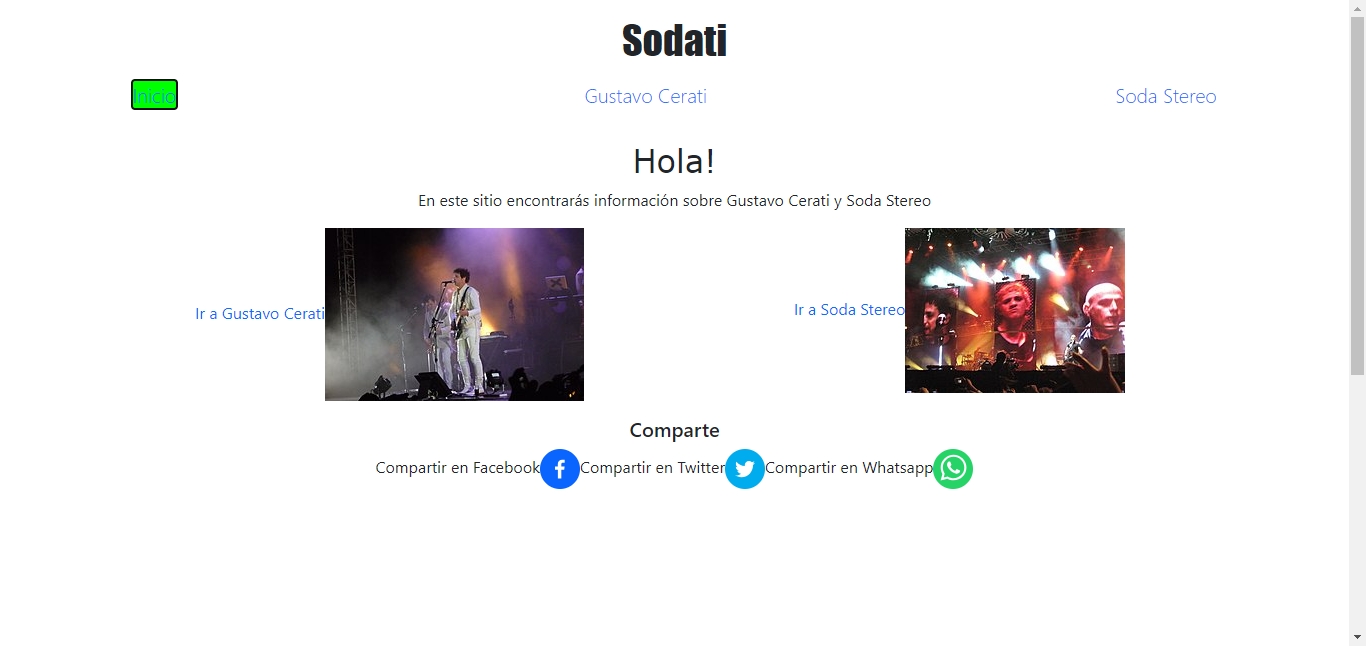 Sodati
Inicio Gustavo Cerati Soda Stereo
Hola!
En este sitio encontrarás información sobre Gustavo Cerati y Soda Stereo
Ir a Gustavo Cerati Ir a Soda Stereo
Comparte
Compartir en Facebook Compartir en Twitter Compartir en Whatsapp